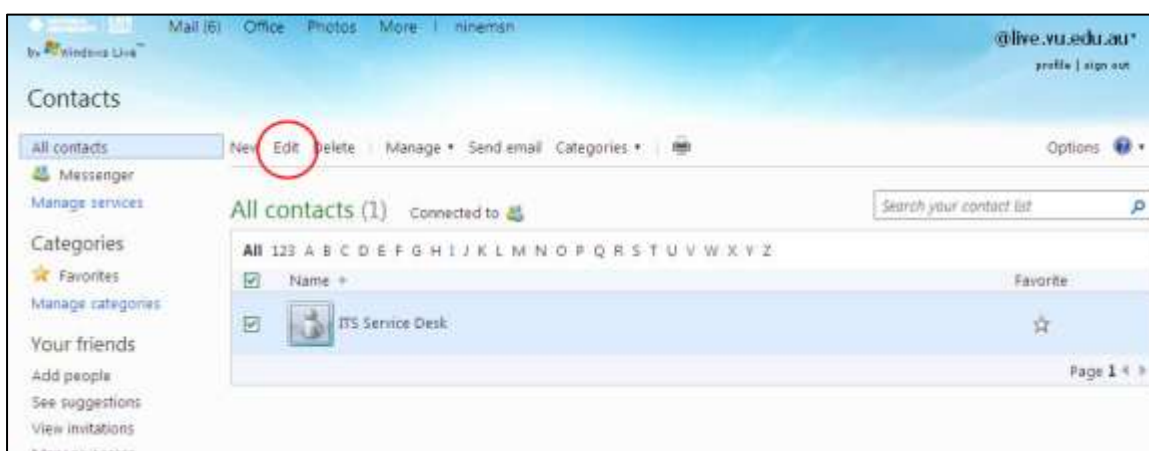 Mail (6) Office Photos More | ninemsn
by Windows Live™
@live.vu.edu.au
profile | sign out
Contacts
All contacts
New Edit Delete | Manage Send email Categories
Options
Messenger
Manage services
All contacts (1) Connected to
Search your contact list
Categories
All 123 A B C D E F G H I J K L M N O P Q R S T U V W X Y Z
Favorites
Name
Favorite
Manage categories
ITS Service Desk
Your friends
Page 1
Add people
See suggestions
View invitations